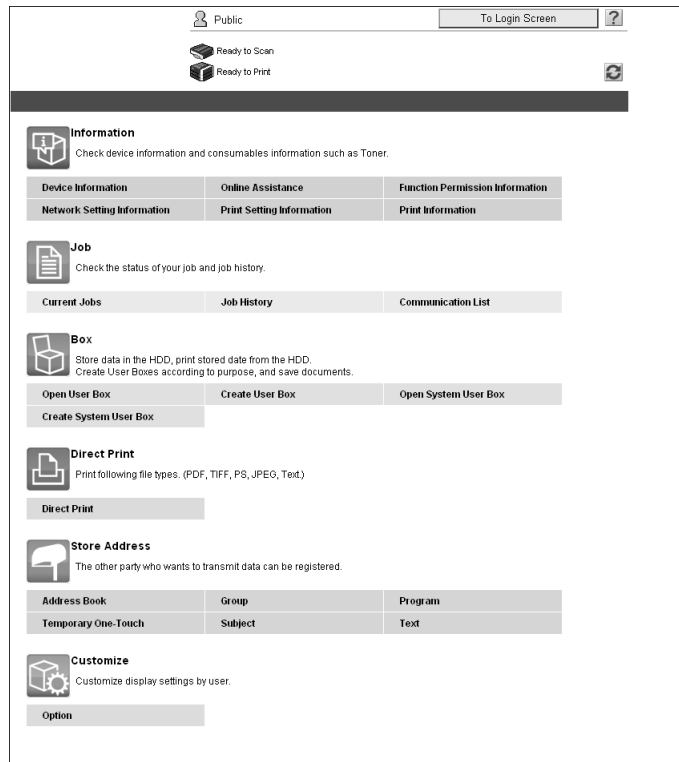 Public
To Login Screen
?
Ready to Scan
Ready to Print
Information
Check device information and consumables information such as Toner.
Device Information Online Assistance Function Permission Information
Network Setting Information Print Setting Information Print Information
Job
Check the status of your job and job history.
Current Jobs Job History Communication List
Box
Store data in the HDD, print stored date from the HDD.
Create User Boxes according to purpose, and save documents.
Open User Box Create User Box Open System User Box
Create System User Box
Direct Print
Print following file types. (PDF, TIFF, PS, JPEG, Text.)
Direct Print
Store Address
The other party who wants to transmit data can be registered.
Address Book Group Program
Temporary One-Touch Subject Text
Customize
Customize display settings by user.
Option